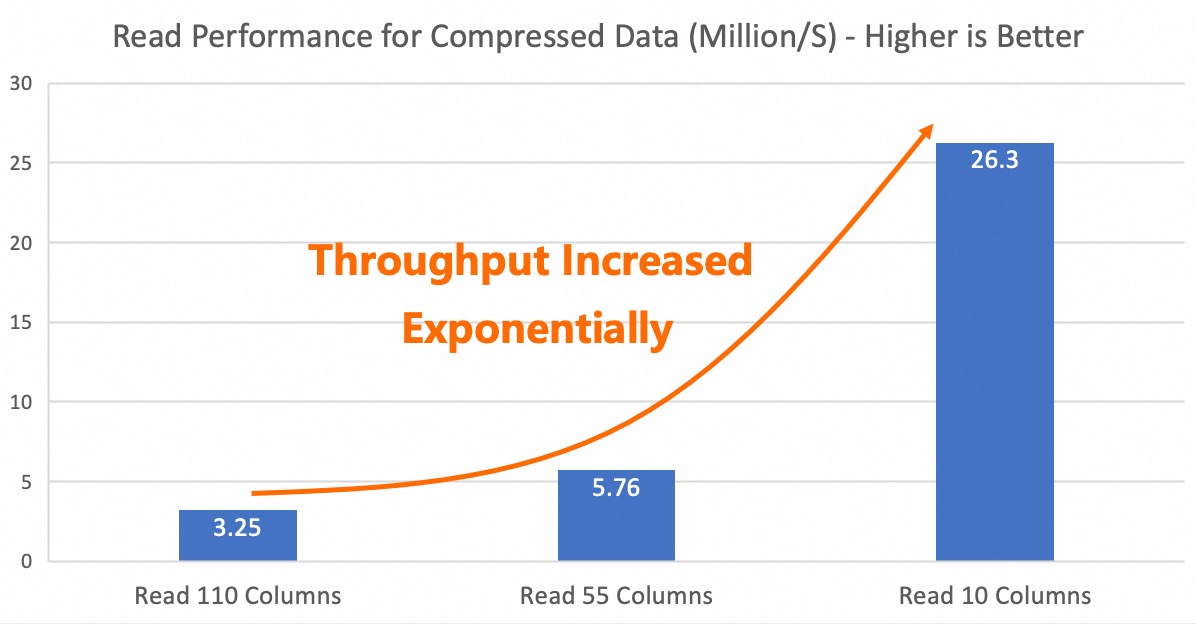 Read Performance for Compressed Data (Million/S) - Higher is Better
30
25
20
15
10
5
0
Throughput Increased
Exponentially
3.25
5.76
26.3
Read 110 Columns
Read 55 Columns
Read 10 Columns